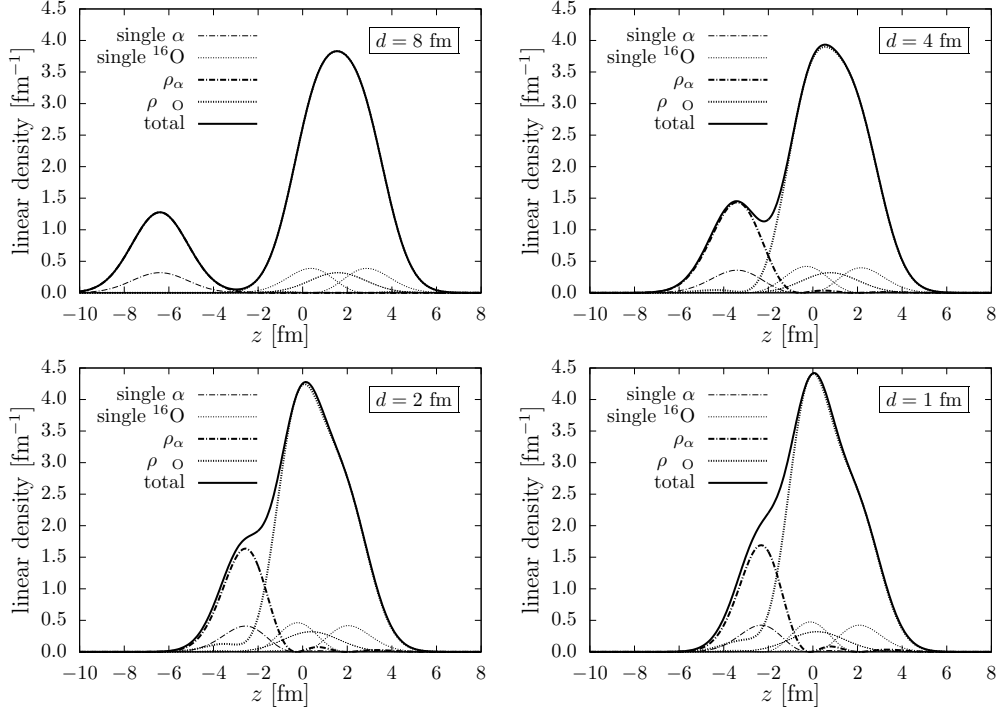 4.5
4.0
3.5
3.0
2.5
2.0
1.5
1.0
0.5
0.0
linear density [fm⁻¹]
single α
single ¹⁶O
ρα
ρ O
total
d = 8 fm
−10 −8 −6 −4 −2 0 2 4 6 8
z [fm]
4.5
4.0
3.5
3.0
2.5
2.0
1.5
1.0
0.5
0.0
linear density [fm⁻¹]
single α
single ¹⁶O
ρα
ρ O
total
d = 4 fm
−10 −8 −6 −4 −2 0 2 4 6 8
z [fm]
4.5
4.0
3.5
3.0
2.5
2.0
1.5
1.0
0.5
0.0
linear density [fm⁻¹]
single α
single ¹⁶O
ρα
ρ O
total
d = 2 fm
−10 −8 −6 −4 −2 0 2 4 6 8
z [fm]
4.5
4.0
3.5
3.0
2.5
2.0
1.5
1.0
0.5
0.0
linear density [fm⁻¹]
single α
single ¹⁶O
ρα
ρ O
total
d = 1 fm
−10 −8 −6 −4 −2 0 2 4 6 8
z [fm]